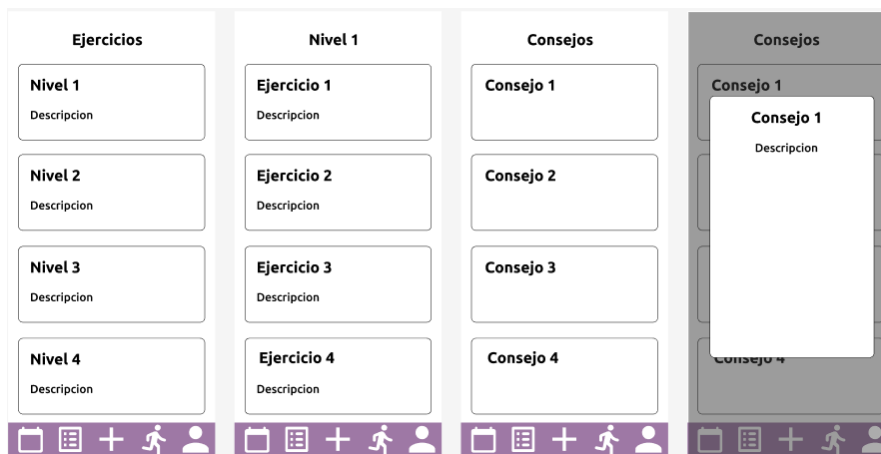 Ejercicios
Nivel 1
Descripcion
Nivel 2
Descripcion
Nivel 3
Descripcion
Nivel 4
Descripcion
Nivel 1
Ejercicio 1
Descripcion
Ejercicio 2
Descripcion
Ejercicio 3
Descripcion
Ejercicio 4
Descripcion
Consejos
Consejo 1
Consejo 2
Consejo 3
Consejo 4
Consejos
Consejo 1
Consejo 1
Descripcion
Consejo 4